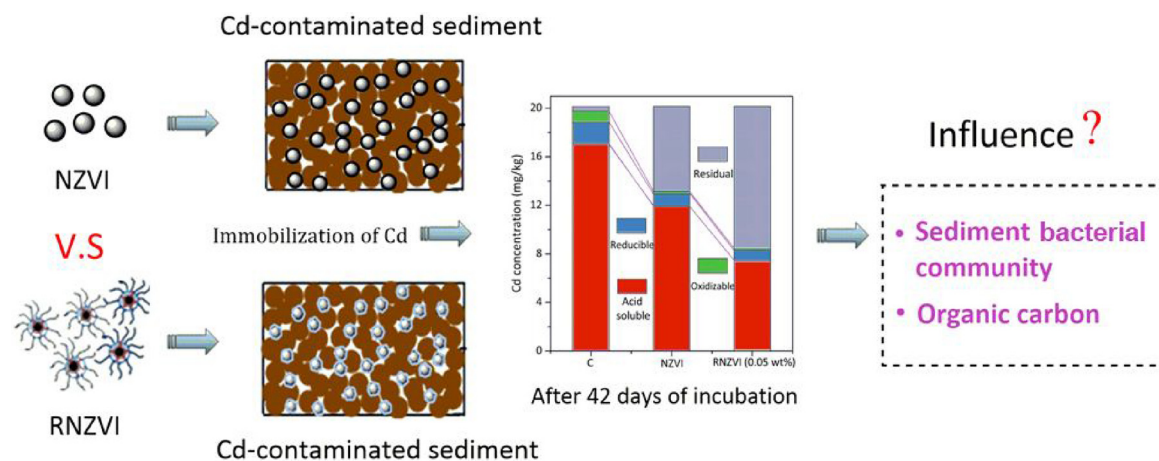 Cd-contaminated sediment
NZVI
V.S
RNZVI
Immobilization of Cd
Cd-contaminated sediment
Cd concentration (mg/kg)
20
16
12
8
4
0
Residual
Reducible
Oxidizable
Acid
soluble
C
NZVI
RNZVI (0.05 wt%)
After 42 days of incubation
Influence ?
• Sediment bacterial
community
• Organic carbon